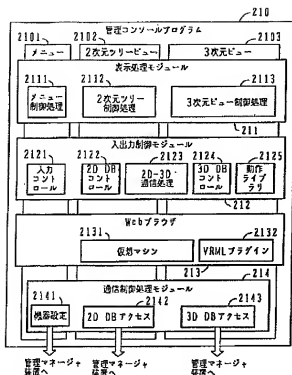 210
管理コンソールプログラム
2101 2102 2103
メニュー 2次元ツリービュー 3次元ビュー
表示処理モジュール
2111 2112 2113
メニュー制御処理
2次元ツリー制御処理
3次元ビュー制御処理
211
入出力制御モジュール
2121 2122 2123 2124 2125
入力コントロール
2D DBコントロール
2D-3D・通信処理
3D DBコントロール
動作ライブラリ
212
Webブラウザ
2131 2132
仮想マシン VRMLプラグイン
213 214
通信制御処理モジュール
2141 2142 2143
機器設定 2D DBアクセス 3D DBアクセス
管理マネージャ装置へ
管理マネージャ装置へ
管理マネージャ装置へ